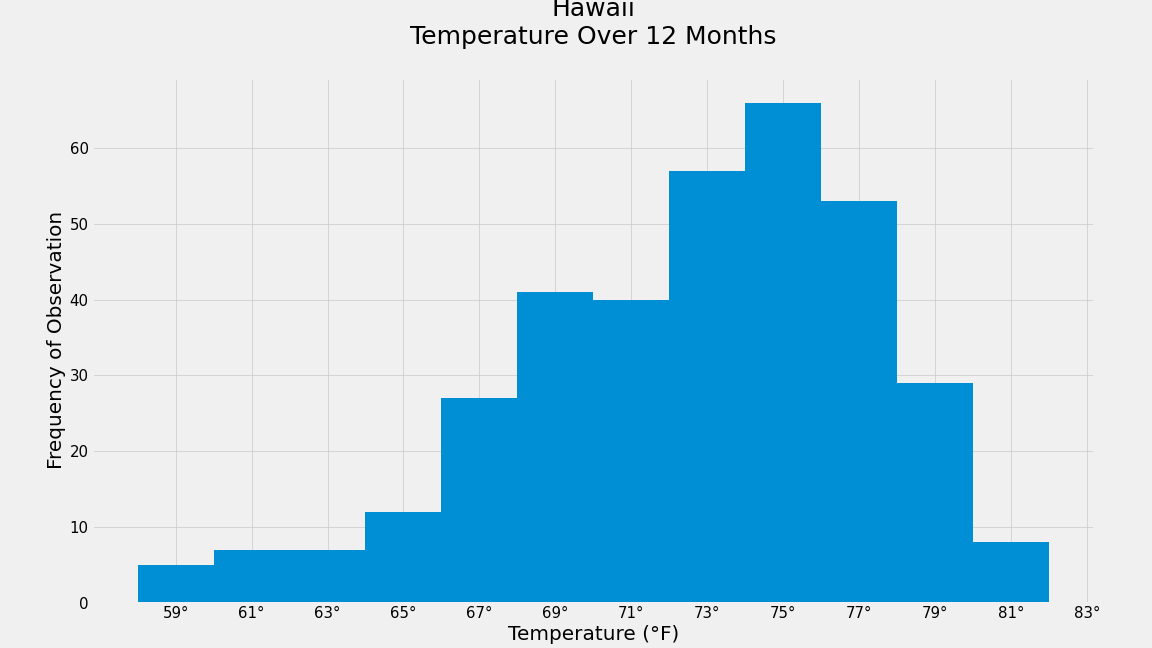 Hawaii
Temperature Over 12 Months
Frequency of Observation
60
50
40
30
20
10
0
59° 61° 63° 65° 67° 69° 71° 73° 75° 77° 79° 81° 83°
Temperature (°F)